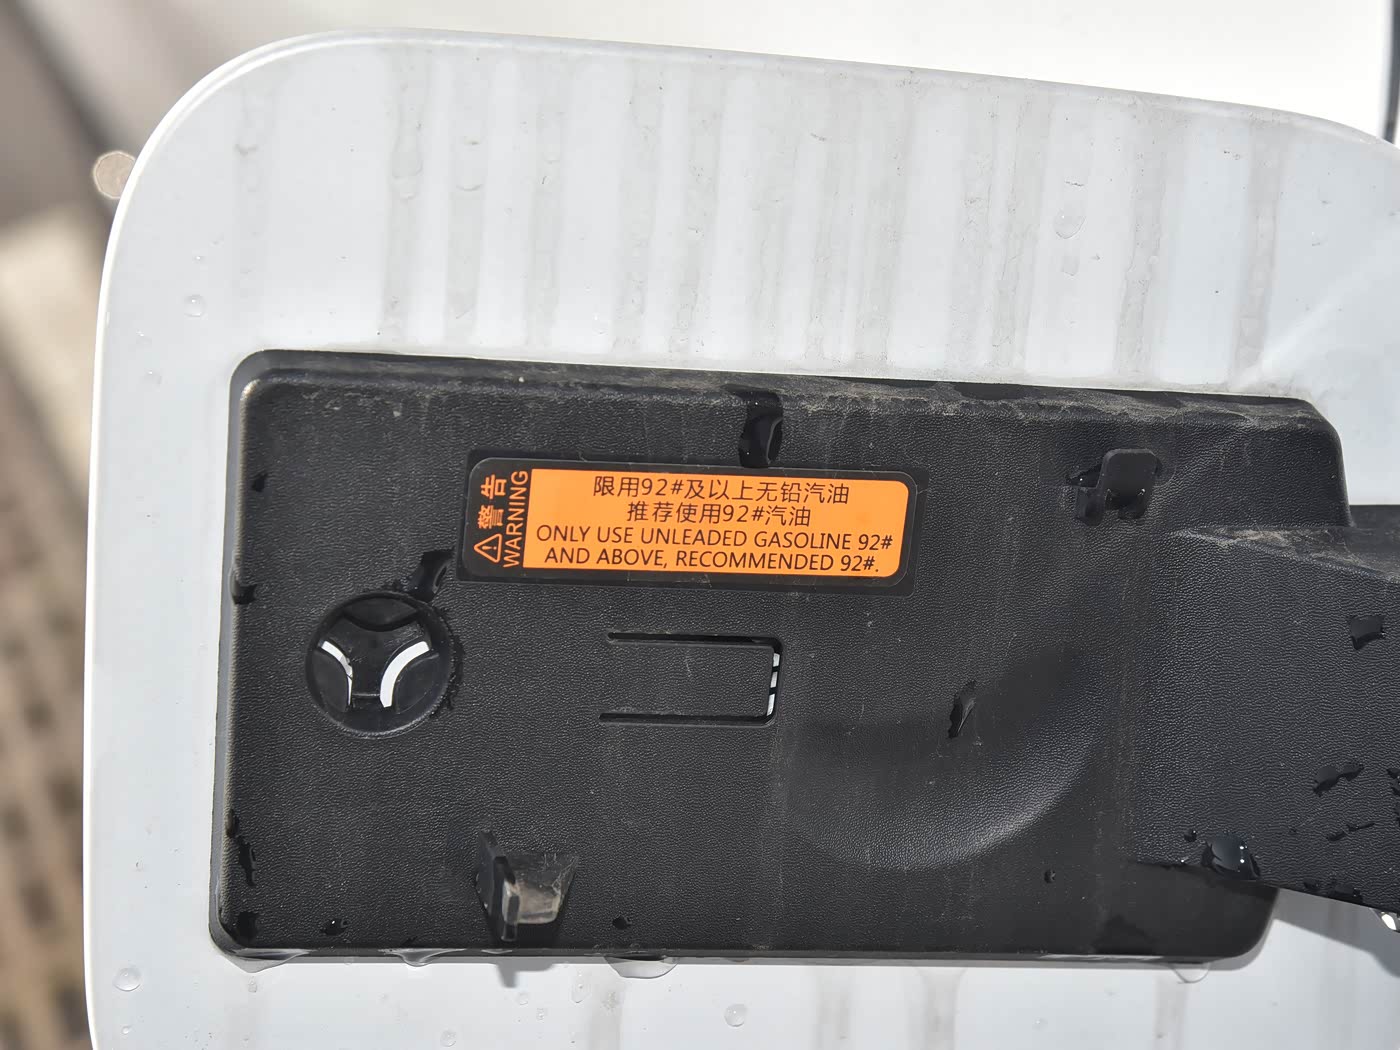 警告
WARNING
限用92#及以上无铅汽油
推荐使用92#汽油
ONLY USE UNLEADED GASOLINE 92#
AND ABOVE, RECOMMENDED 92#.